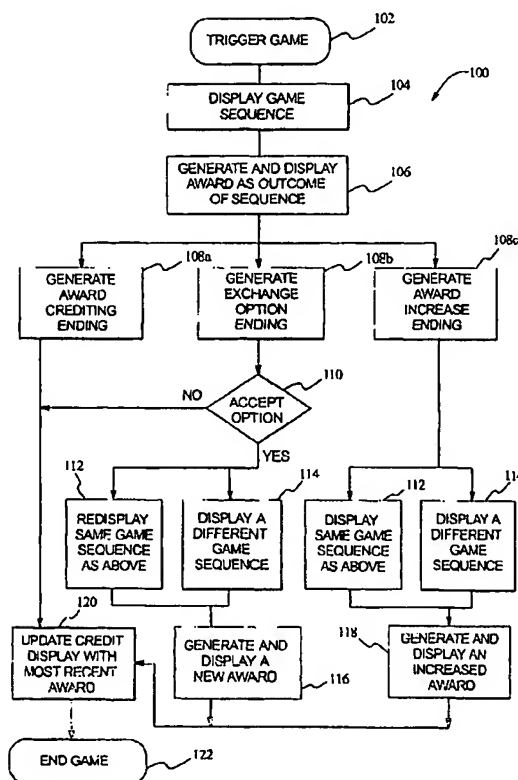 102
TRIGGER GAME
100
104
DISPLAY GAME
SEQUENCE
106
GENERATE AND DISPLAY
AWARD AS OUTCOME
OF SEQUENCE
108a
108b
108c
GENERATE
AWARD
CREDITING
ENDING
GENERATE
EXCHANGE
OPTION
ENDING
GENERATE
AWARD
INCREASE
ENDING
110
NO
ACCEPT
OPTION
YES
112
114
112
114
REDISPLAY
SAME GAME
SEQUENCE
AS ABOVE
DISPLAY A
DIFFERENT
GAME
SEQUENCE
DISPLAY
SAME GAME
SEQUENCE
AS ABOVE
DISPLAY A
DIFFERENT
GAME
SEQUENCE
120
UPDATE CREDIT
DISPLAY WITH
MOST RECENT
AWARD
GENERATE AND
DISPLAY A
NEW AWARD
116
118
GENERATE AND
DISPLAY AN
INCREASED
AWARD
END GAME
122